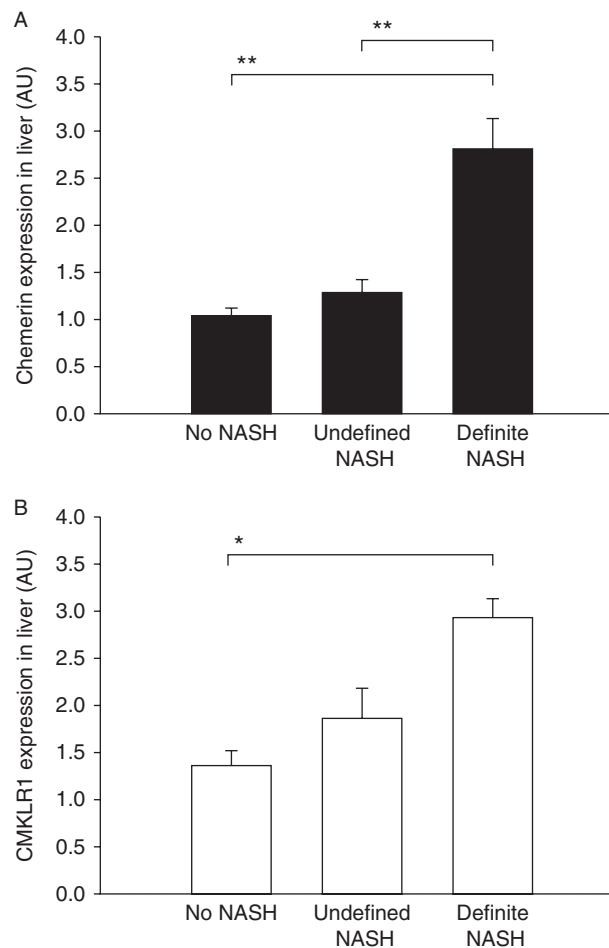 A
Chemerin expression in liver (AU)
4.0
3.5
3.0
2.5
2.0
1.5
1.0
0.5
0.0
**
**
No NASH
Undefined
NASH
Definite
NASH
B
CMKLR1 expression in liver (AU)
4.0
3.5
3.0
2.5
2.0
1.5
1.0
0.5
0.0
*
No NASH
Undefined
NASH
Definite
NASH